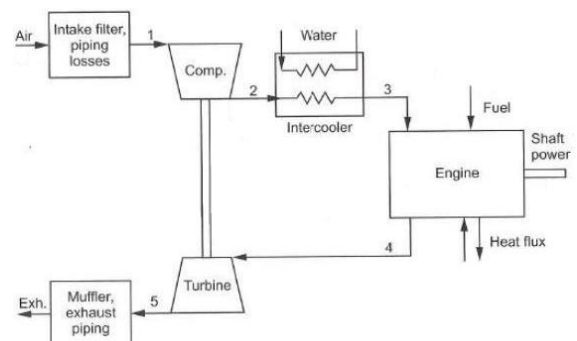 Air
Intake filter,
piping
losses
1
Comp.
2
Water
Intercooler
3
Fuel
Engine
Shaft
power
Heat flux
4
Turbine
5
Muffler,
exhaust
piping
Exh.